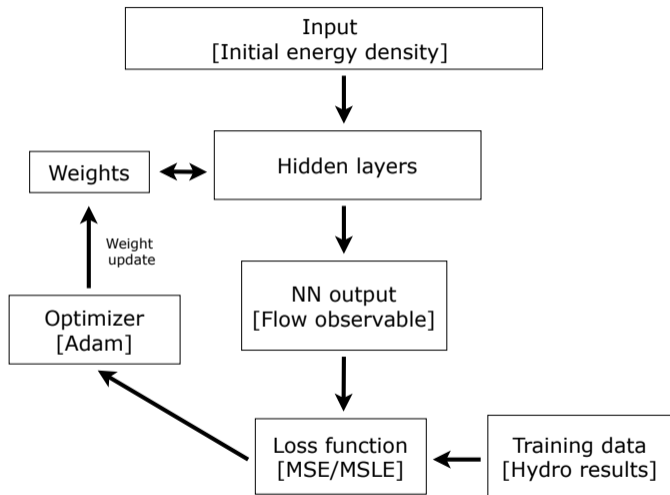 Input
[Initial energy density]
Weights
Hidden layers
Weight
update
NN output
[Flow observable]
Optimizer
[Adam]
Loss function
[MSE/MSLE]
Training data
[Hydro results]